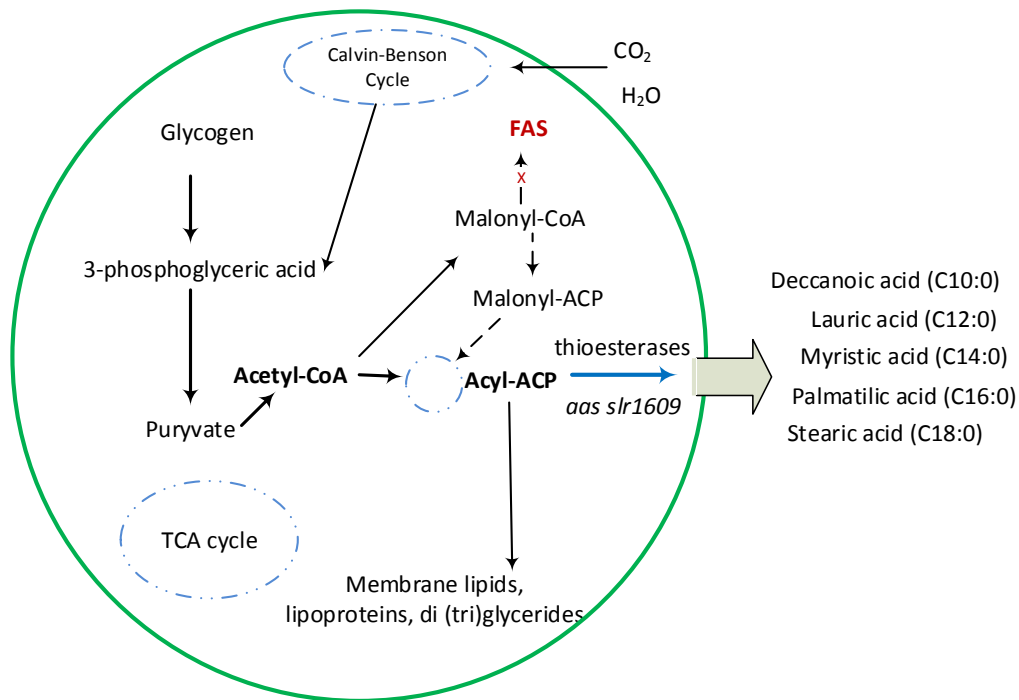 Calvin-Benson
Cycle
CO2
H2O
Glycogen
FAS
x
Malonyl-CoA
3-phosphoglyceric acid
Malonyl-ACP
Deccanoic acid (C10:0)
Lauric acid (C12:0)
Myristic acid (C14:0)
Palmatilic acid (C16:0)
Stearic acid (C18:0)
thioesterases
Acetyl-CoA
Acyl-ACP
aas slr1609
Puryvate
TCA cycle
Membrane lipids,
lipoproteins, di (tri)glycerides